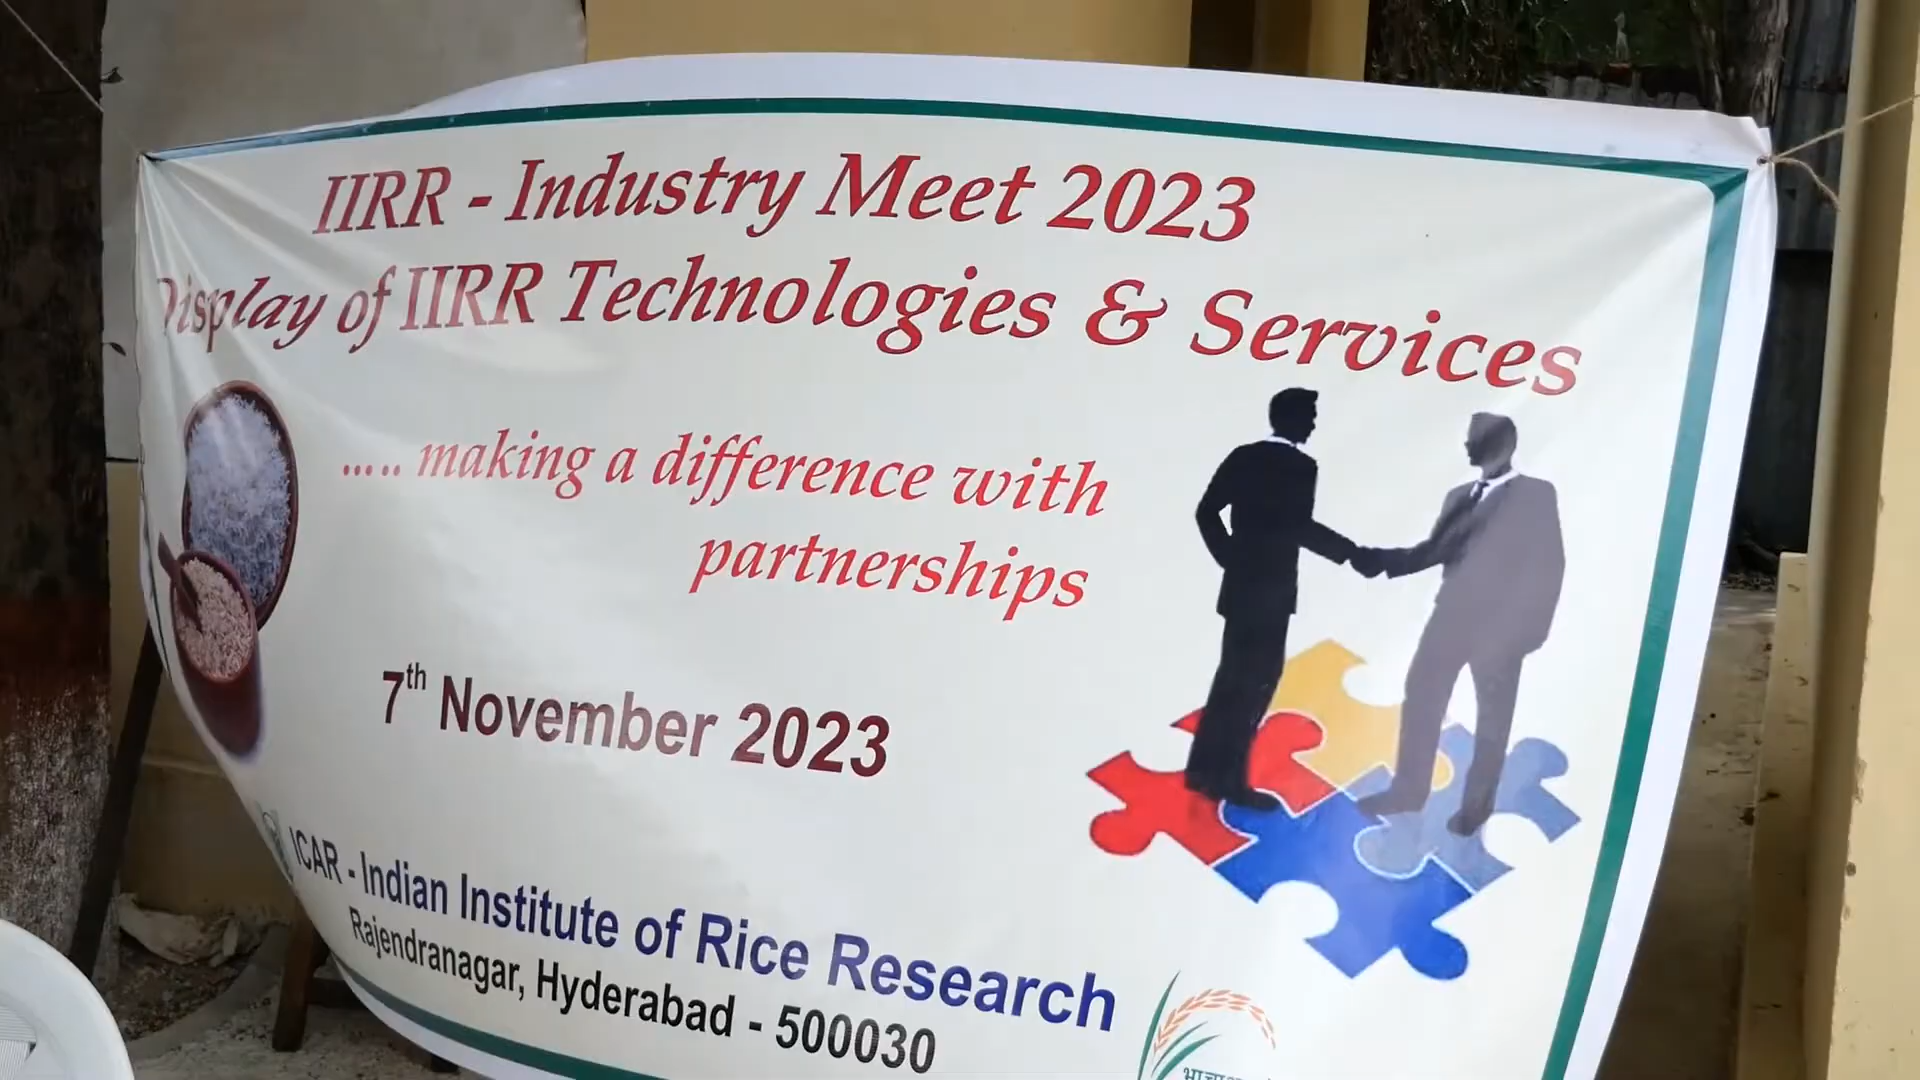 IIRR - Industry Meet 2023
Display of IIRR Technologies & Services
..... making a difference with
partnerships
7th November 2023
ICAR - Indian Institute of Rice Research
Rajendranagar, Hyderabad - 500030